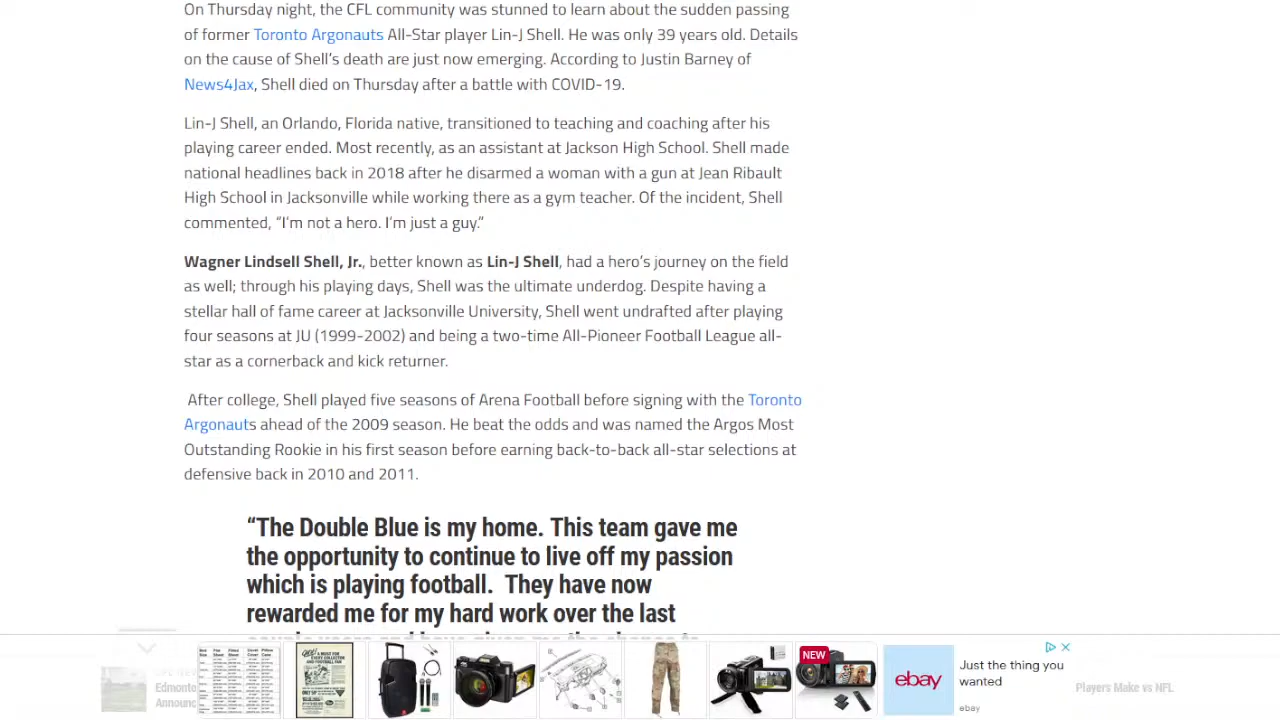 On Thursday night, the CFL community was stunned to learn about the sudden passing
of former Toronto Argonauts All-Star player Lin-J Shell. He was only 39 years old. Details
on the cause of Shell's death are just now emerging. According to Justin Barney of
News4Jax, Shell died on Thursday after a battle with COVID-19.
Lin-J Shell, an Orlando, Florida native, transitioned to teaching and coaching after his
playing career ended. Most recently, as an assistant at Jackson High School. Shell made
national headlines back in 2018 after he disarmed a woman with a gun at Jean Ribault
High School in Jacksonville while working there as a gym teacher. Of the incident, Shell
commented, “I'm not a hero. I'm just a guy.”
Wagner Lindsell Shell, Jr., better known as Lin-J Shell, had a hero's journey on the field
as well; through his playing days, Shell was the ultimate underdog. Despite having a
stellar hall of fame career at Jacksonville University, Shell went undrafted after playing
four seasons at JU (1999-2002) and being a two-time All-Pioneer Football League all-
star as a cornerback and kick returner.
After college, Shell played five seasons of Arena Football before signing with the Toronto
Argonauts ahead of the 2009 season. He beat the odds and was named the Argos Most
Outstanding Rookie in his first season before earning back-to-back all-star selections at
defensive back in 2010 and 2011.
“The Double Blue is my home. This team gave me
the opportunity to continue to live off my passion
which is playing football. They have now
rewarded me for my hard work over the last
NEW
Just the thing you
wanted
ebay
ebay
Edmonto
Announc
Players Make vs NFL